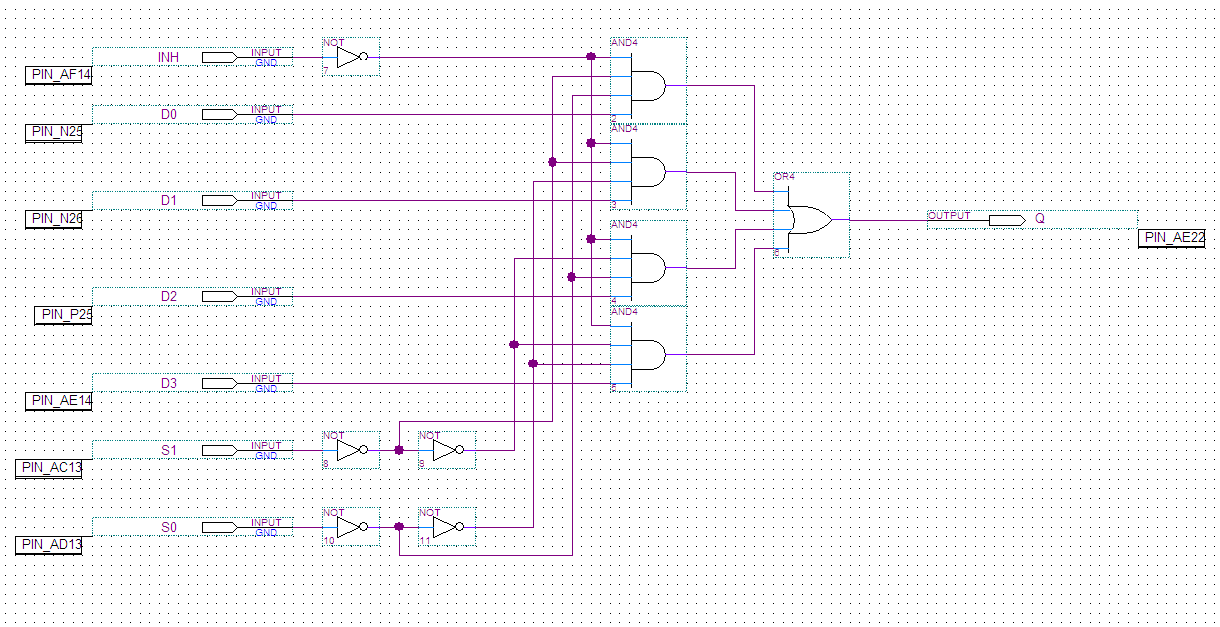 NOT
AND4
INH
INPUT
GND
PIN_AF14
7
D0
INPUT
GND
2
PIN_N25
AND4
D1
INPUT
GND
3
PIN_N26
OR4
OUTPUT
Q
PIN_AE22
6
AND4
D2
INPUT
GND
4
PIN_P25
AND4
D3
INPUT
GND
5
PIN_AE14
NOT
NOT
S1
INPUT
GND
8
9
PIN_AC13
NOT
NOT
S0
INPUT
GND
10
11
PIN_AD13